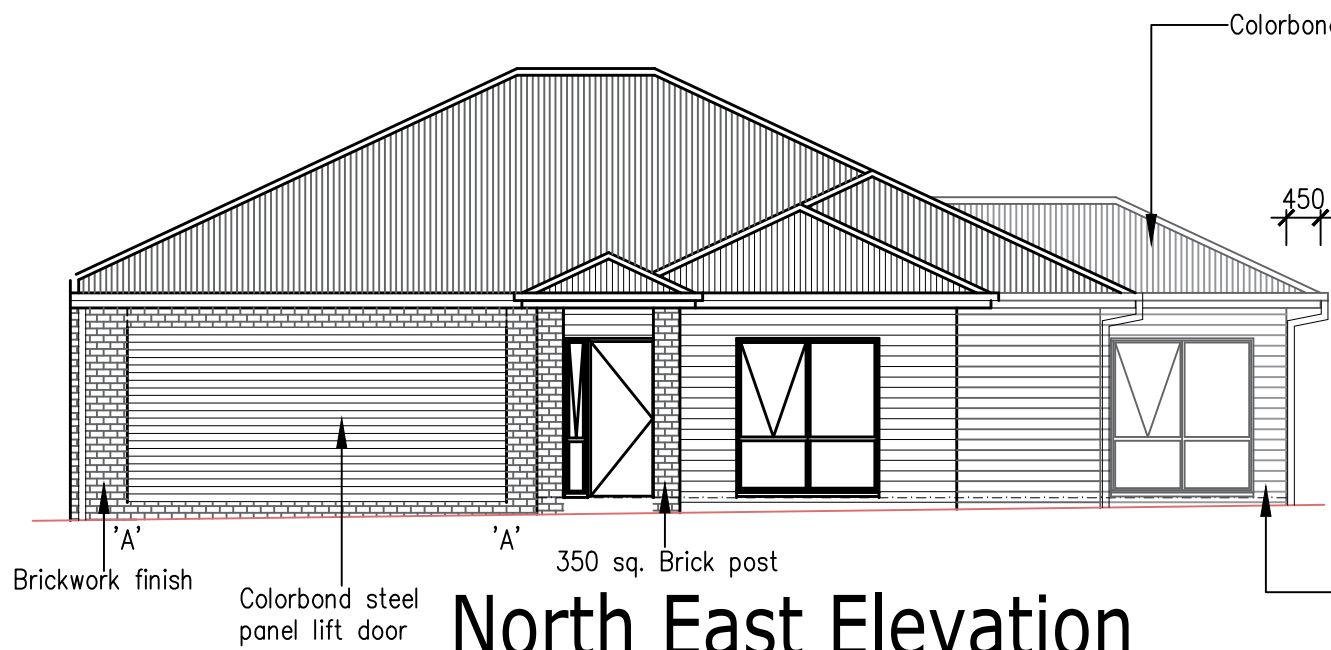 Colorbon
450
'A'
'A'
Brickwork finish
350 sq. Brick post
Colorbond steel
panel lift door
North East Elevation